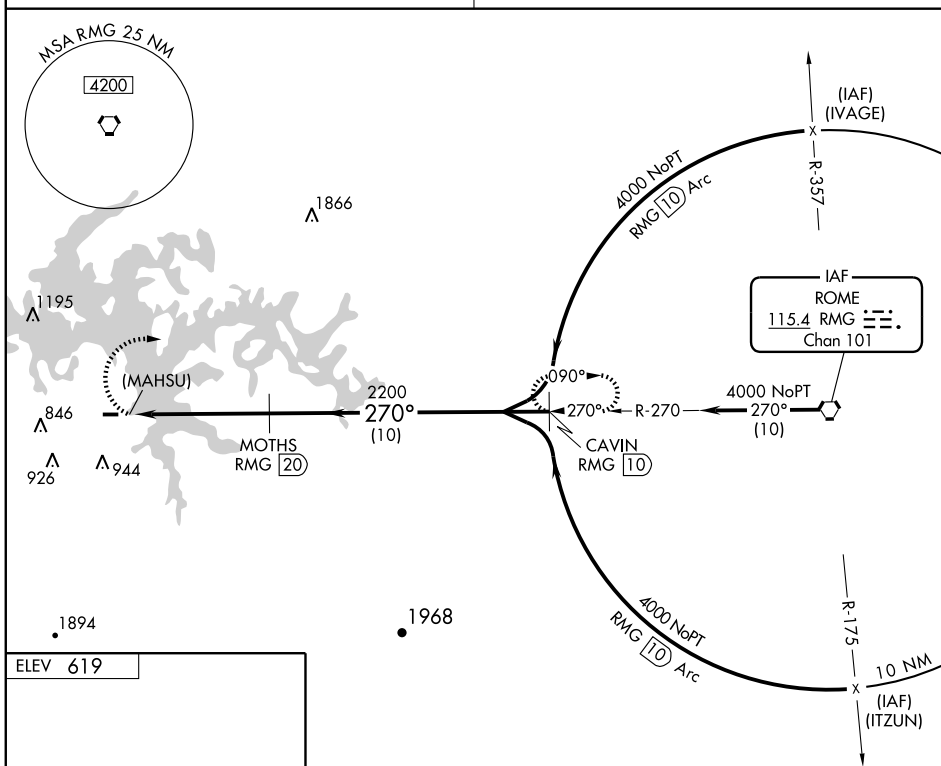 MSA RMG 25 NM
4200
(IAF)
(IVAGE)
R-357
4000 NoPT
RMG 10 Arc
1866
1195
IAF
ROME
115.4 RMG
Chan 101
(MAHSU)
846
926
944
MOTHS
RMG 20
2200
270°
(10)
090°
270°
R-270
CAVIN
RMG 10
4000 NoPT
270°
(10)
4000 NoPT
RMG 10 Arc
R-175
10 NM
(IAF)
(ITZUN)
1894
1968
ELEV 619